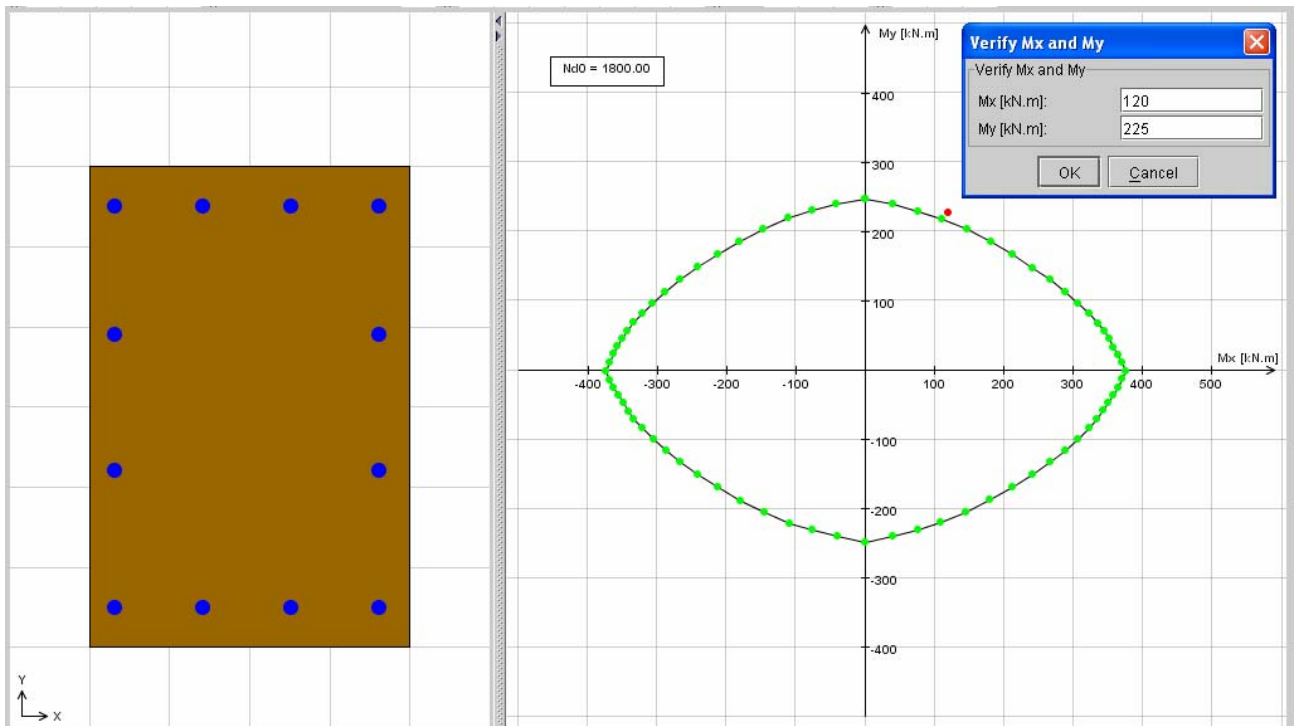 My [kN.m]
Nd0 = 1800.00
Verify Mx and My
Verify Mx and My
Mx [kN.m]:
120
My [kN.m]:
225
OK
Cancel
400
300
200
100
Mx [kN.m]
-400
-300
-200
-100
100
200
300
400
500
-100
-200
-300
-400
Y
X